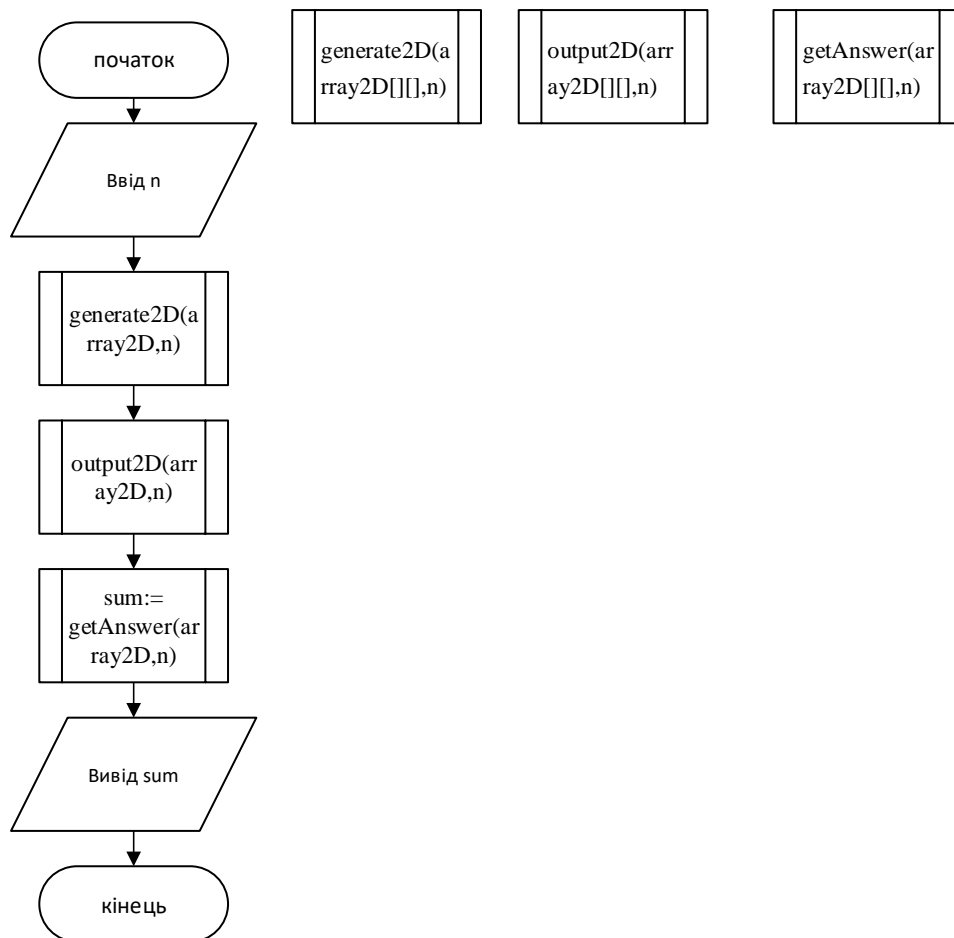 початок
Ввід n
generate2D(a
rray2D,n)
output2D(arr
ay2D,n)
sum:=
getAnswer(ar
ray2D,n)
Вивід sum
кінець
generate2D(a
rray2D[][],n)
output2D(arr
ay2D[][],n)
getAnswer(ar
ray2D[][],n)